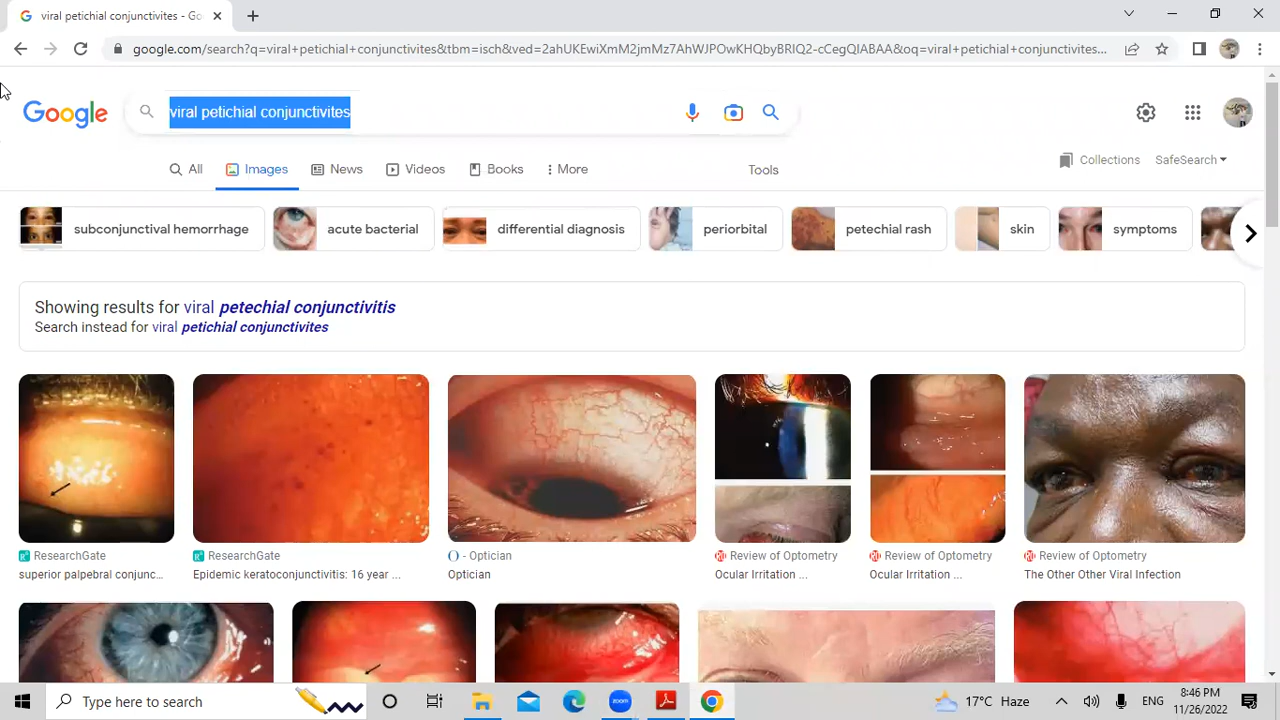 viral petichial conjunctivites - Go
google.com/search?q=viral+petichial+conjunctivites&tbm=isch&ved=2ahUKEwiXmM2jmMz7AhWJPOwKHQbyBRIQ2-cCegQIABAA&oq=viral+petichial+conjunctivites...
Google
viral petichial conjunctivites
All
Images
News
Videos
Books
More
Tools
Collections
SafeSearch
subconjunctival hemorrhage
acute bacterial
differential diagnosis
periorbital
petechial rash
skin
symptoms
Showing results for viral petechial conjunctivitis
Search instead for viral petichial conjunctivites
ResearchGate
superior palpebral conjunc...
ResearchGate
Epidemic keratoconjunctivitis: 16 year ...
- Optician
Optician
Review of Optometry
Ocular Irritation ...
Review of Optometry
Ocular Irritation ...
Review of Optometry
The Other Other Viral Infection
Type here to search
zoom
17°C Haze
ENG
8:46 PM
11/26/2022